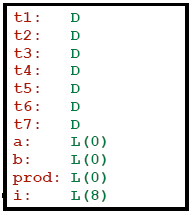 t1: D
t2: D
t3: D
t4: D
t5: D
t6: D
t7: D
a: L(0)
b: L(0)
prod: L(0)
i: L(8)